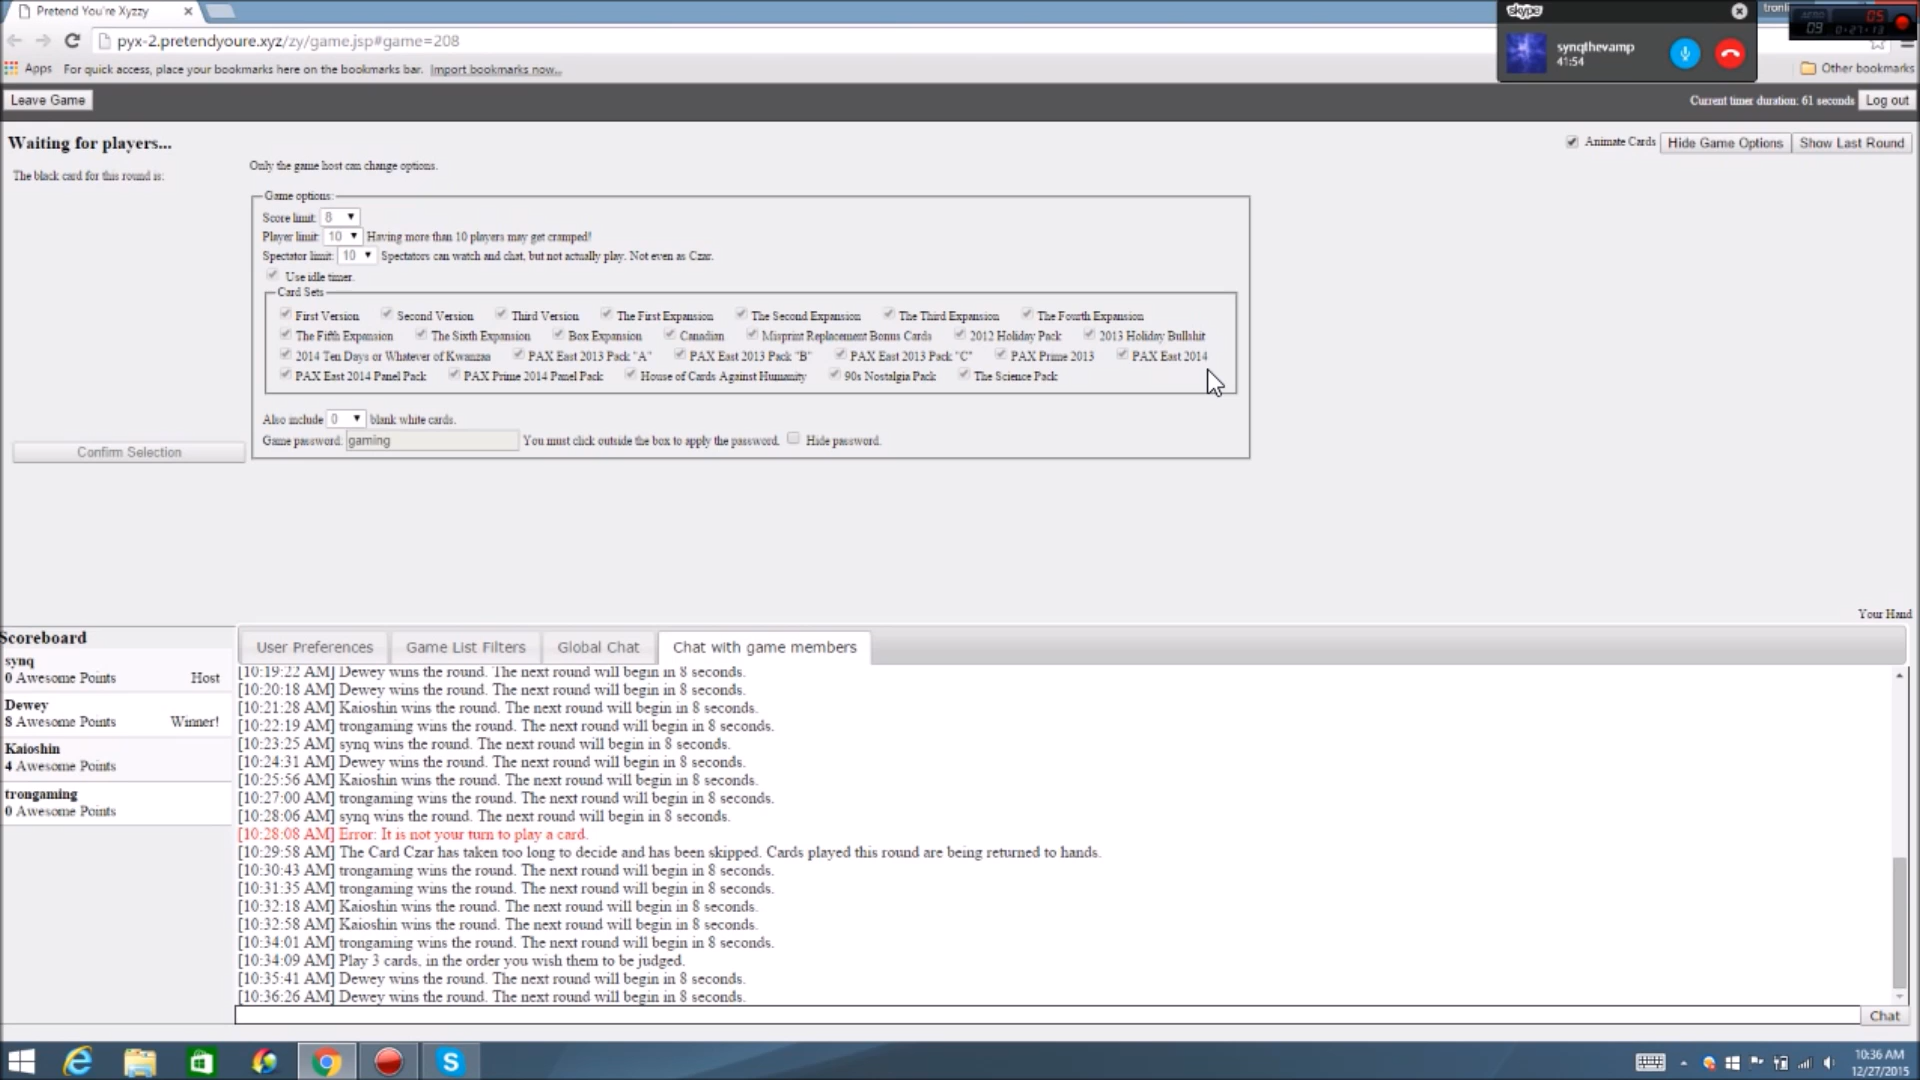 Pretend You're Xyzzy
skype
pyx-2.pretendyoure.xyz/zy/game.jsp#game=208
synqthevamp
41:54
05
09
Apps For quick access, place your bookmarks here on the bookmarks bar. Import bookmarks now...
Other bookmarks
Leave Game
Current timer duration: 61 seconds Log out
Waiting for players...
Animate Cards Hide Game Options Show Last Round
Only the game host can change options.
The black card for this round is:
Game options:
Score limit: 8
Player limit: 10 Having more than 10 players may get cramped!
Spectator limit: 10 Spectators can watch and chat, but not actually play. Not even as Czar.
Use idle timer.
Card Sets
First Version Second Version Third Version The First Expansion The Second Expansion The Third Expansion The Fourth Expansion
The Fifth Expansion The Sixth Expansion Box Expansion Canadian Misprint Replacement Bonus Cards 2012 Holiday Pack 2013 Holiday Bullshit
2014 Ten Days or Whatever of Kwanzaa PAX East 2013 Pack "A" PAX East 2013 Pack "B" PAX East 2013 Pack "C" PAX Prime 2013 PAX East 2014
PAX East 2014 Panel Pack PAX Prime 2014 Panel Pack House of Cards Against Humanity 90s Nostalgia Pack The Science Pack
Also include 0 blank white cards.
Game password: gaming You must click outside the box to apply the password. Hide password.
Confirm Selection
Your Hand
Scoreboard
synq
0 Awesome Points Host
Dewey
8 Awesome Points Winner!
Kaioshin
4 Awesome Points
trongaming
0 Awesome Points
User Preferences Game List Filters Global Chat Chat with game members
[10:19:22 AM] Dewey wins the round. The next round will begin in 8 seconds.
[10:20:18 AM] Dewey wins the round. The next round will begin in 8 seconds.
[10:21:28 AM] Kaioshin wins the round. The next round will begin in 8 seconds.
[10:22:19 AM] trongaming wins the round. The next round will begin in 8 seconds.
[10:23:25 AM] synq wins the round. The next round will begin in 8 seconds.
[10:24:31 AM] Dewey wins the round. The next round will begin in 8 seconds.
[10:25:56 AM] Kaioshin wins the round. The next round will begin in 8 seconds.
[10:27:00 AM] trongaming wins the round. The next round will begin in 8 seconds.
[10:28:06 AM] synq wins the round. The next round will begin in 8 seconds.
[10:28:08 AM] Error: It is not your turn to play a card.
[10:29:58 AM] The Card Czar has taken too long to decide and has been skipped. Cards played this round are being returned to hands.
[10:30:43 AM] trongaming wins the round. The next round will begin in 8 seconds.
[10:31:35 AM] trongaming wins the round. The next round will begin in 8 seconds.
[10:32:18 AM] Kaioshin wins the round. The next round will begin in 8 seconds.
[10:32:58 AM] Kaioshin wins the round. The next round will begin in 8 seconds.
[10:34:01 AM] trongaming wins the round. The next round will begin in 8 seconds.
[10:34:09 AM] Play 3 cards, in the order you wish them to be judged.
[10:35:41 AM] Dewey wins the round. The next round will begin in 8 seconds.
[10:36:26 AM] Dewey wins the round. The next round will begin in 8 seconds.
Chat
10:36 AM
12/27/2015